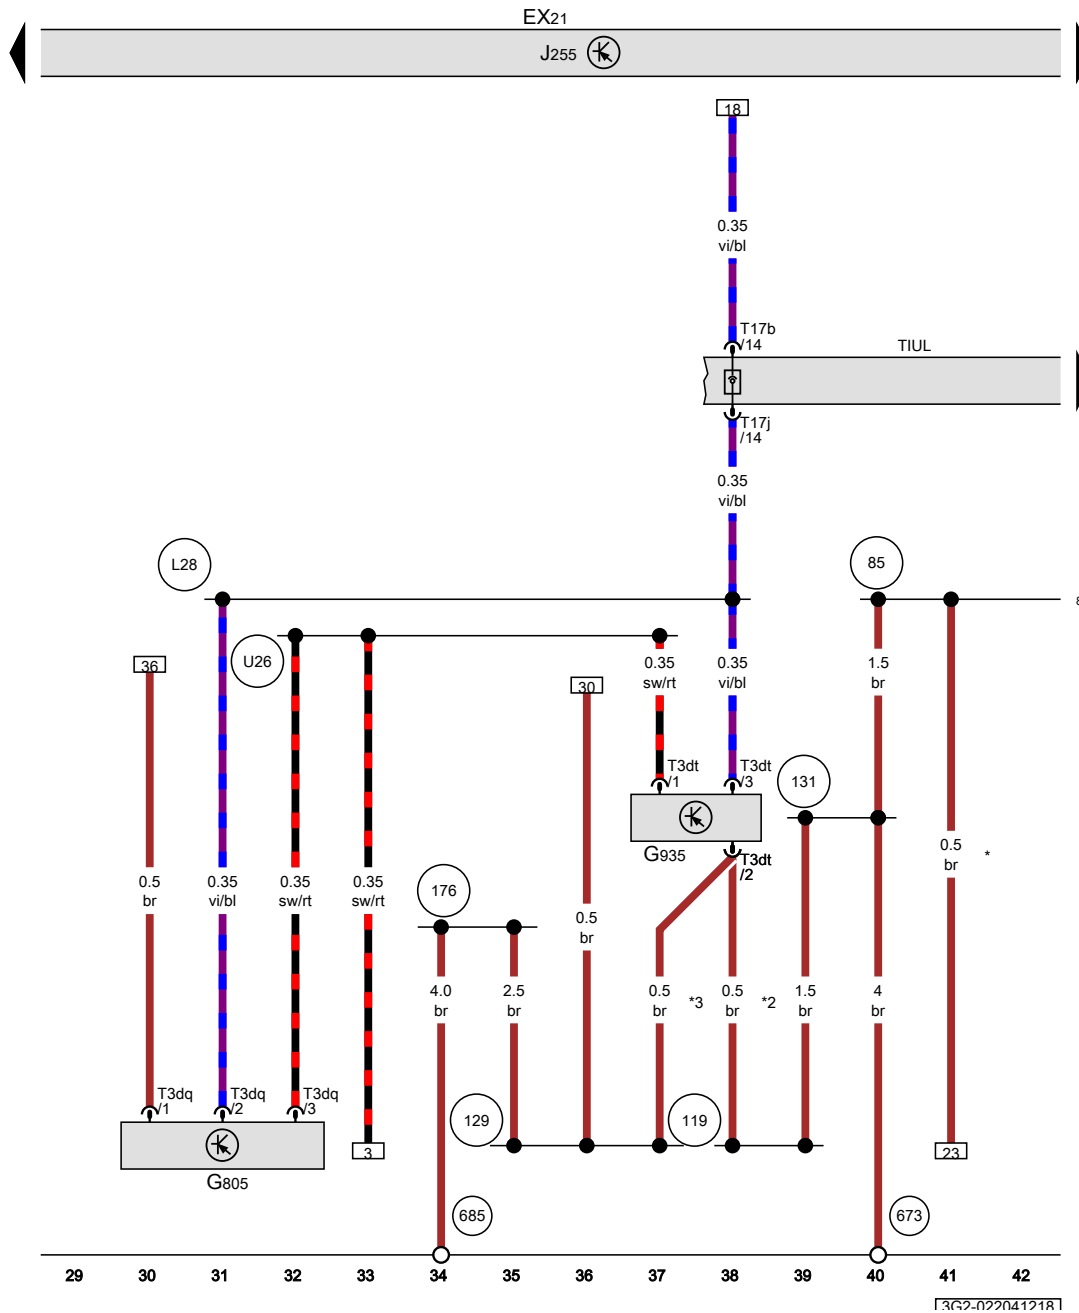 EX21
J255
18
0.35
vi/bl
T17b
/14
TIUL
T17j
/14
0.35
vi/bl
L28
85
8
U26
36
30
0.35
sw/rt
0.35
vi/bl
1.5
br
T3dt
/1
T3dt
/3
131
G935
T3dt
/2
0.5
br
*
0.5
br
0.35
vi/bl
0.35
sw/rt
0.35
sw/rt
176
0.5
br
4.0
br
2.5
br
0.5
br
*3
0.5
br
*2
1.5
br
4
br
T3dq
/1
T3dq
/2
T3dq
/3
129
119
3
23
G805
685
673
29 30 31 32 33 34 35 36 37 38 39 40 41 42
3G2-022041218